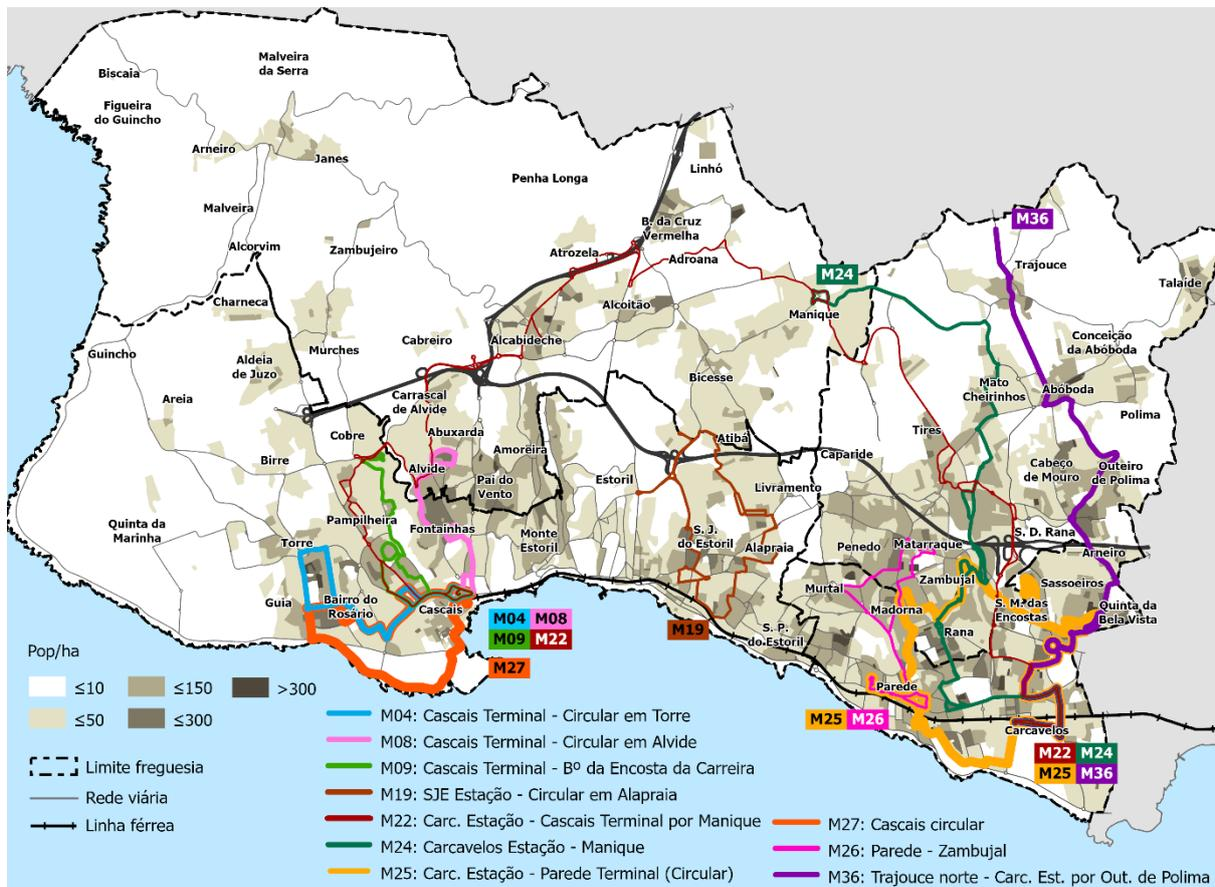 Malveira
da Serra
Biscaia
Figueira
do Guincho
Arneiro
Janes
Linhó
Penha Longa
Malveira
M36
B. da Cruz
Vermelha
Alcorvim
Zambujeiro
Atrozela
Adroana
Trajouce
M24
Talaíde
Charneca
Alcoitão
Manique
Guincho
Murches
Cabreiro
Alcabideche
Conceição
da Abóboda
Aldeia
de Juzo
Bicesse
Mato
Cheirinhos
Abóboda
Areia
Carrascal
de Alvide
Polima
Cobre
Abuxarda
Atibá
Tires
Amoreira
Birre
Alvide
Caparide
Cabeço
de Mouro
Outeiro
de Polima
Pai do
Vento
Estoril
Livramento
Quinta da
Marinha
Pampilheira
Fontainhas
Monte
Estoril
S. J.
do Estoril
S. D. Rana
Torre
Alapraia
Penedo
Matarraque
Arneiro
Zambujal
Sassoeiros
Murtal
Guia
Bairro do
Rosário
Cascais
Madorna
S. M. das
Encostas
Quinta da
Bela Vista
M04 M08
M09 M22
M19
S. P.
do Estoril
Rana
M27
Parede
M25 M26
Carcavelos
M22 M24
M25 M36
Pop/ha
≤10
≤150
>300
≤50
≤300
Limite freguesia
Rede viária
Linha férrea
M04: Cascais Terminal - Circular em Torre
M08: Cascais Terminal - Circular em Alvide
M09: Cascais Terminal - Bº da Encosta da Carreira
M19: SJE Estação - Circular em Alapraia
M22: Carc. Estação - Cascais Terminal por Manique
M24: Carcavelos Estação - Manique
M25: Carc. Estação - Parede Terminal (Circular)
M27: Cascais circular
M26: Parede - Zambujal
M36: Trajouce norte - Carc. Est. por Out. de Polima